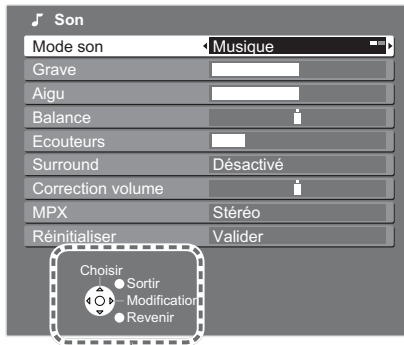 Son
Mode son Musique
Grave
Aigu
Balance
Ecouteurs
Surround Désactivé
Correction volume
MPX Stéréo
Réinitialiser Valider
Choisir
Sortir
Modification
Revenir